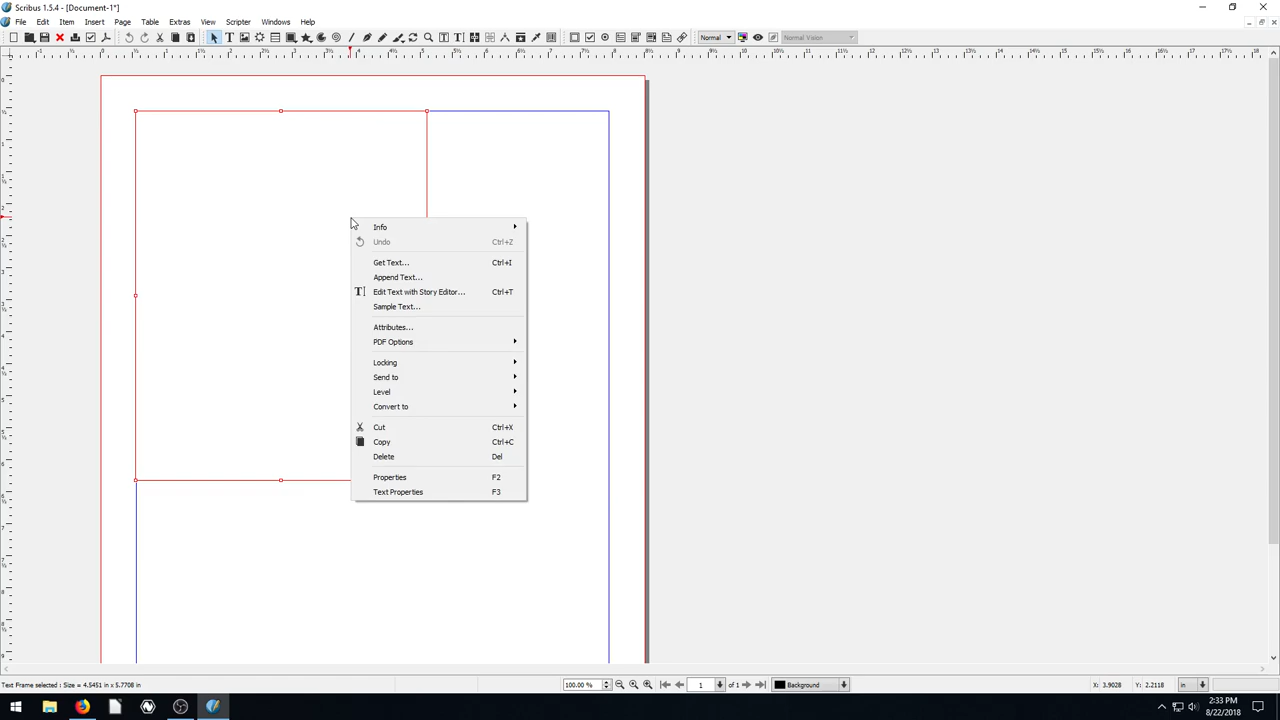 Scribus 1.5.4 - [Document-1*]
File Edit Item Insert Page Table Extras View Scripter Windows Help
Normal Normal Vision
Info
Undo Ctrl+Z
Get Text... Ctrl+I
Append Text...
Edit Text with Story Editor... Ctrl+T
Sample Text...
Attributes...
PDF Options
Locking
Send to
Level
Convert to
Cut Ctrl+X
Copy Ctrl+C
Delete Del
Properties F2
Text Properties F3
Text Frame selected : Size = 4.5451 in x 5.7708 in
100.00 % 1 of 1 Background X: 3.9028 Y: 2.2118 in
2:33 PM
8/22/2018